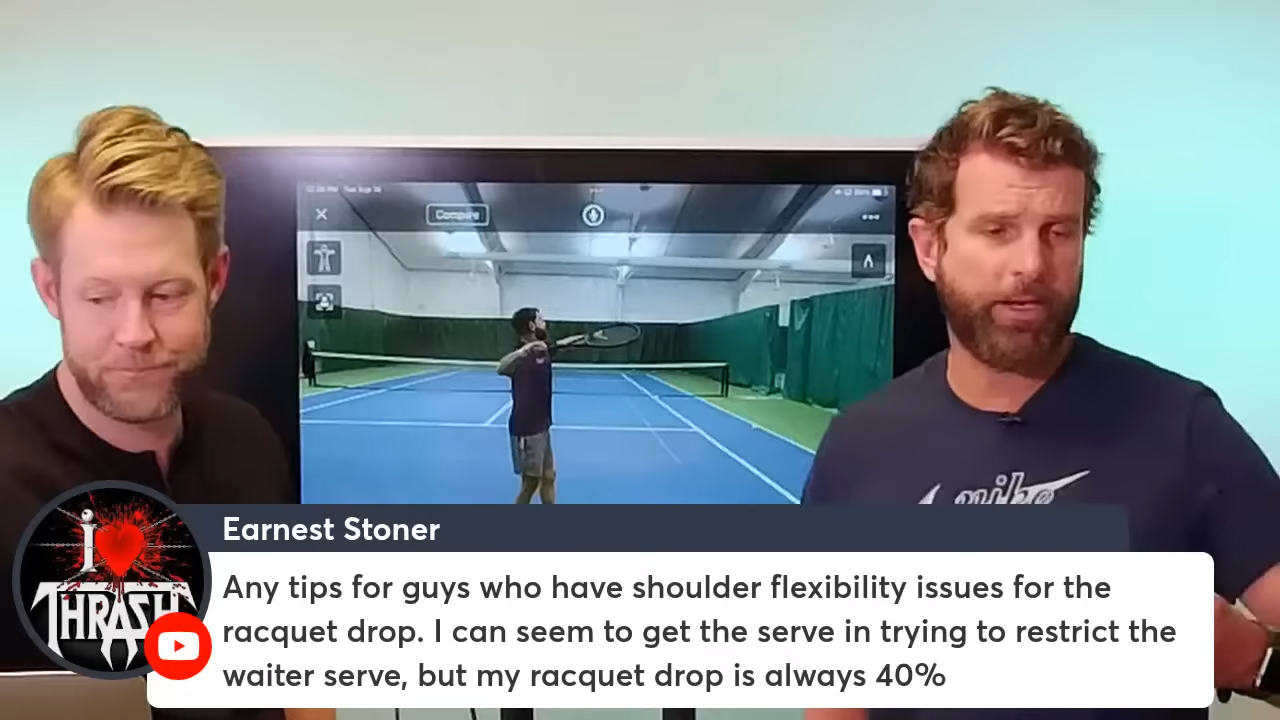 Compare
nike
I
THRASH
Earnest Stoner
Any tips for guys who have shoulder flexibility issues for the
racquet drop. I can seem to get the serve in trying to restrict the
waiter serve, but my racquet drop is always 40%